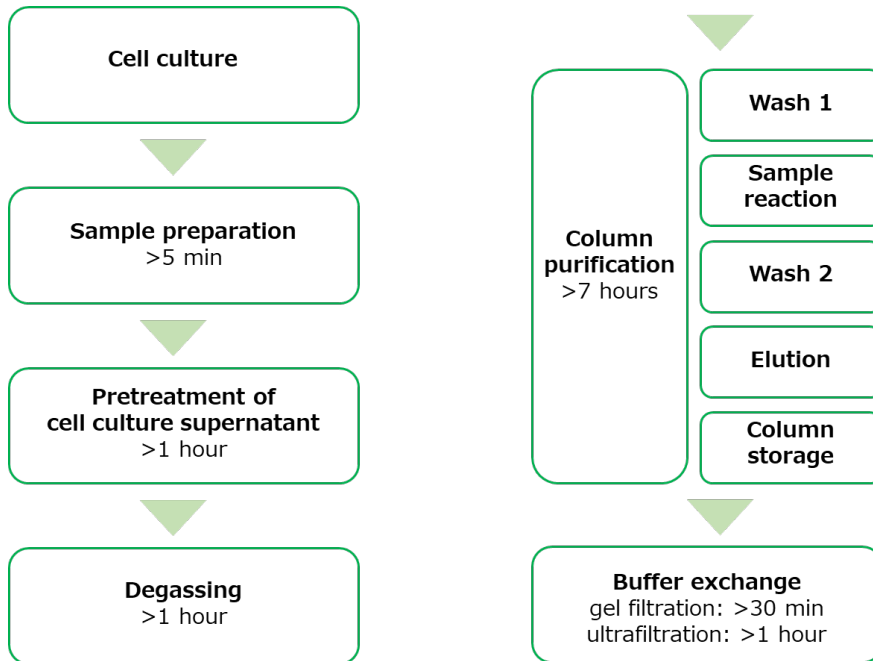 Cell culture
Sample preparation
>5 min
Pretreatment of
cell culture supernatant
>1 hour
Degassing
>1 hour
Column
purification
>7 hours
Wash 1
Sample
reaction
Wash 2
Elution
Column
storage
Buffer exchange
gel filtration: >30 min
ultrafiltration: >1 hour